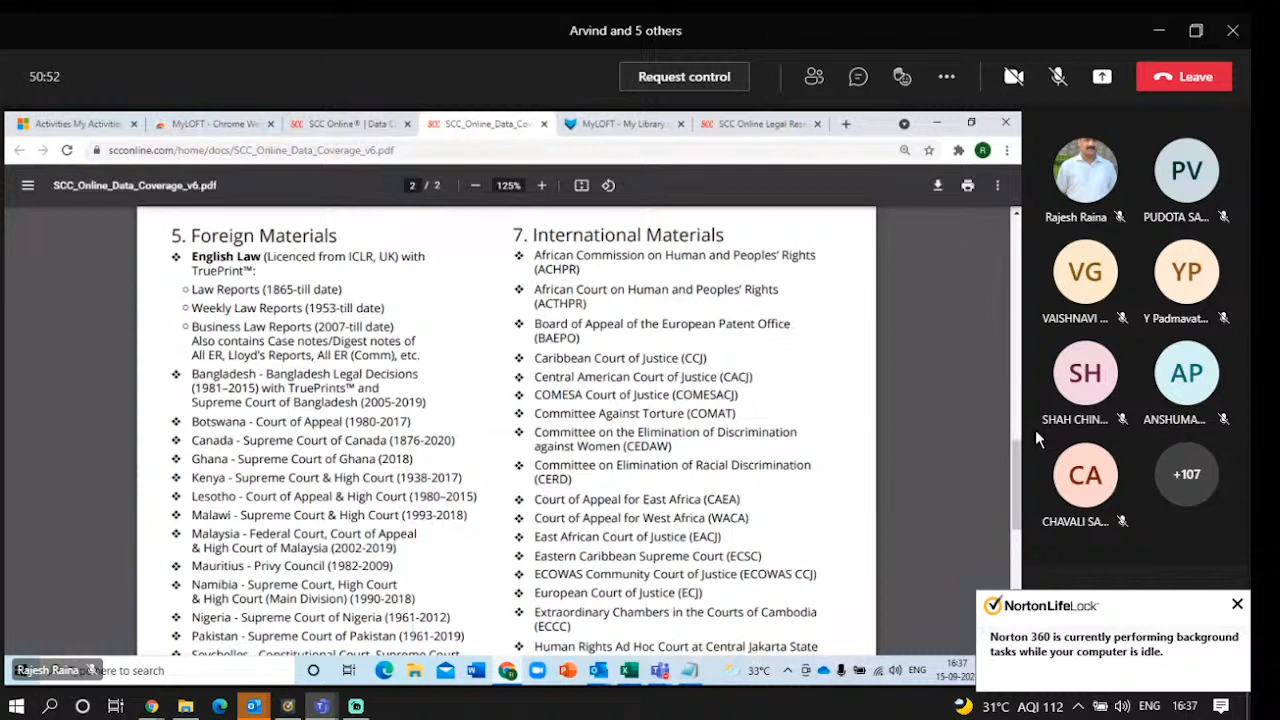 Arvind and 5 others
50:52
Request control
Leave
Activities My Activitie
MyLOFT - Chrome We
SCC Online® | Data C
SCC_Online_Data_Co
MyLOFT - My Library
SCC Online Legal Res
scconline.com/home/docs/SCC_Online_Data_Coverage_v6.pdf
R
SCC_Online_Data_Coverage_v6.pdf
2 / 2
125%
5. Foreign Materials
English Law (Licenced from ICLR, UK) with
TruePrint™:
Law Reports (1865-till date)
Weekly Law Reports (1953-till date)
Business Law Reports (2007-till date)
Also contains Case notes/Digest notes of
All ER, Lloyd's Reports, All ER (Comm), etc.
Bangladesh - Bangladesh Legal Decisions
(1981–2015) with TruePrints™ and
Supreme Court of Bangladesh (2005-2019)
Botswana - Court of Appeal (1980-2017)
Canada - Supreme Court of Canada (1876-2020)
Ghana - Supreme Court of Ghana (2018)
Kenya - Supreme Court & High Court (1938-2017)
Lesotho - Court of Appeal & High Court (1980–2015)
Malawi - Supreme Court & High Court (1993-2018)
Malaysia - Federal Court, Court of Appeal
& High Court of Malaysia (2002-2019)
Mauritius - Privy Council (1982-2009)
Namibia - Supreme Court, High Court
& High Court (Main Division) (1990-2018)
Nigeria - Supreme Court of Nigeria (1961-2012)
Pakistan - Supreme Court of Pakistan (1961-2019)
Seychelles - Constitutional Court, Supreme Court
7. International Materials
African Commission on Human and Peoples' Rights
(ACHPR)
African Court on Human and Peoples' Rights
(ACTHPR)
Board of Appeal of the European Patent Office
(BAEPO)
Caribbean Court of Justice (CCJ)
Central American Court of Justice (CACJ)
COMESA Court of Justice (COMESACJ)
Committee Against Torture (COMAT)
Committee on the Elimination of Discrimination
against Women (CEDAW)
Committee on Elimination of Racial Discrimination
(CERD)
Court of Appeal for East Africa (CAEA)
Court of Appeal for West Africa (WACA)
East African Court of Justice (EACJ)
Eastern Caribbean Supreme Court (ECSC)
ECOWAS Community Court of Justice (ECOWAS CCJ)
European Court of Justice (ECJ)
Extraordinary Chambers in the Courts of Cambodia
(ECCC)
Human Rights Ad Hoc Court at Central Jakarta State
Rajesh Raina
PV
PUDOTA SA...
VG
VAISHNAVI ...
YP
Y Padmavat...
SH
SHAH CHIN...
AP
ANSHUMA...
CA
CHAVALI SA...
+107
NortonLifeLock
Norton 360 is currently performing background
tasks while your computer is idle.
Rajesh Raina
here to search
33°C
ENG
16:37
15-09-202
31°C AQI 112
ENG
16:37